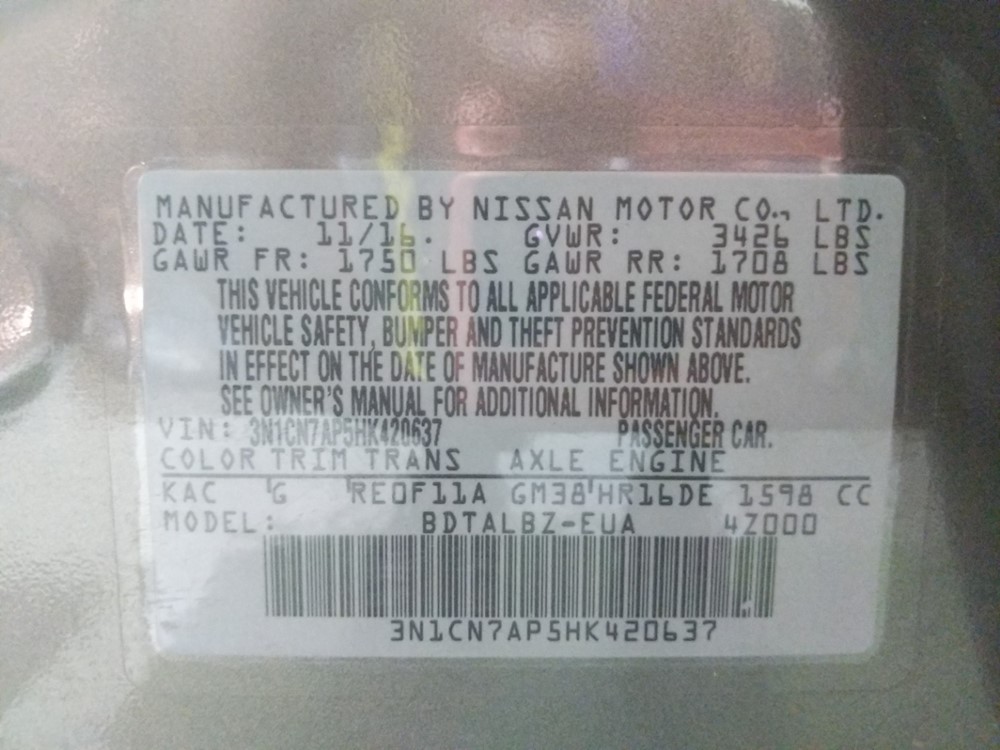 MANUFACTURED BY NISSAN MOTOR CO., LTD.
DATE: 11/16. GVWR: 3426 LBS
GAWR FR: 1750 LBS GAWR RR: 1708 LBS
THIS VEHICLE CONFORMS TO ALL APPLICABLE FEDERAL MOTOR
VEHICLE SAFETY, BUMPER AND THEFT PREVENTION STANDARDS
IN EFFECT ON THE DATE OF MANUFACTURE SHOWN ABOVE.
SEE OWNER'S MANUAL FOR ADDITIONAL INFORMATION.
VIN: 3N1CN7AP5HK420637 PASSENGER CAR.
COLOR TRIM TRANS AXLE ENGINE
KAC G RE0F11A GM38 HR16DE 1598 CC
MODEL: BDTALBZ-EUA 4Z000
3N1CN7AP5HK420637